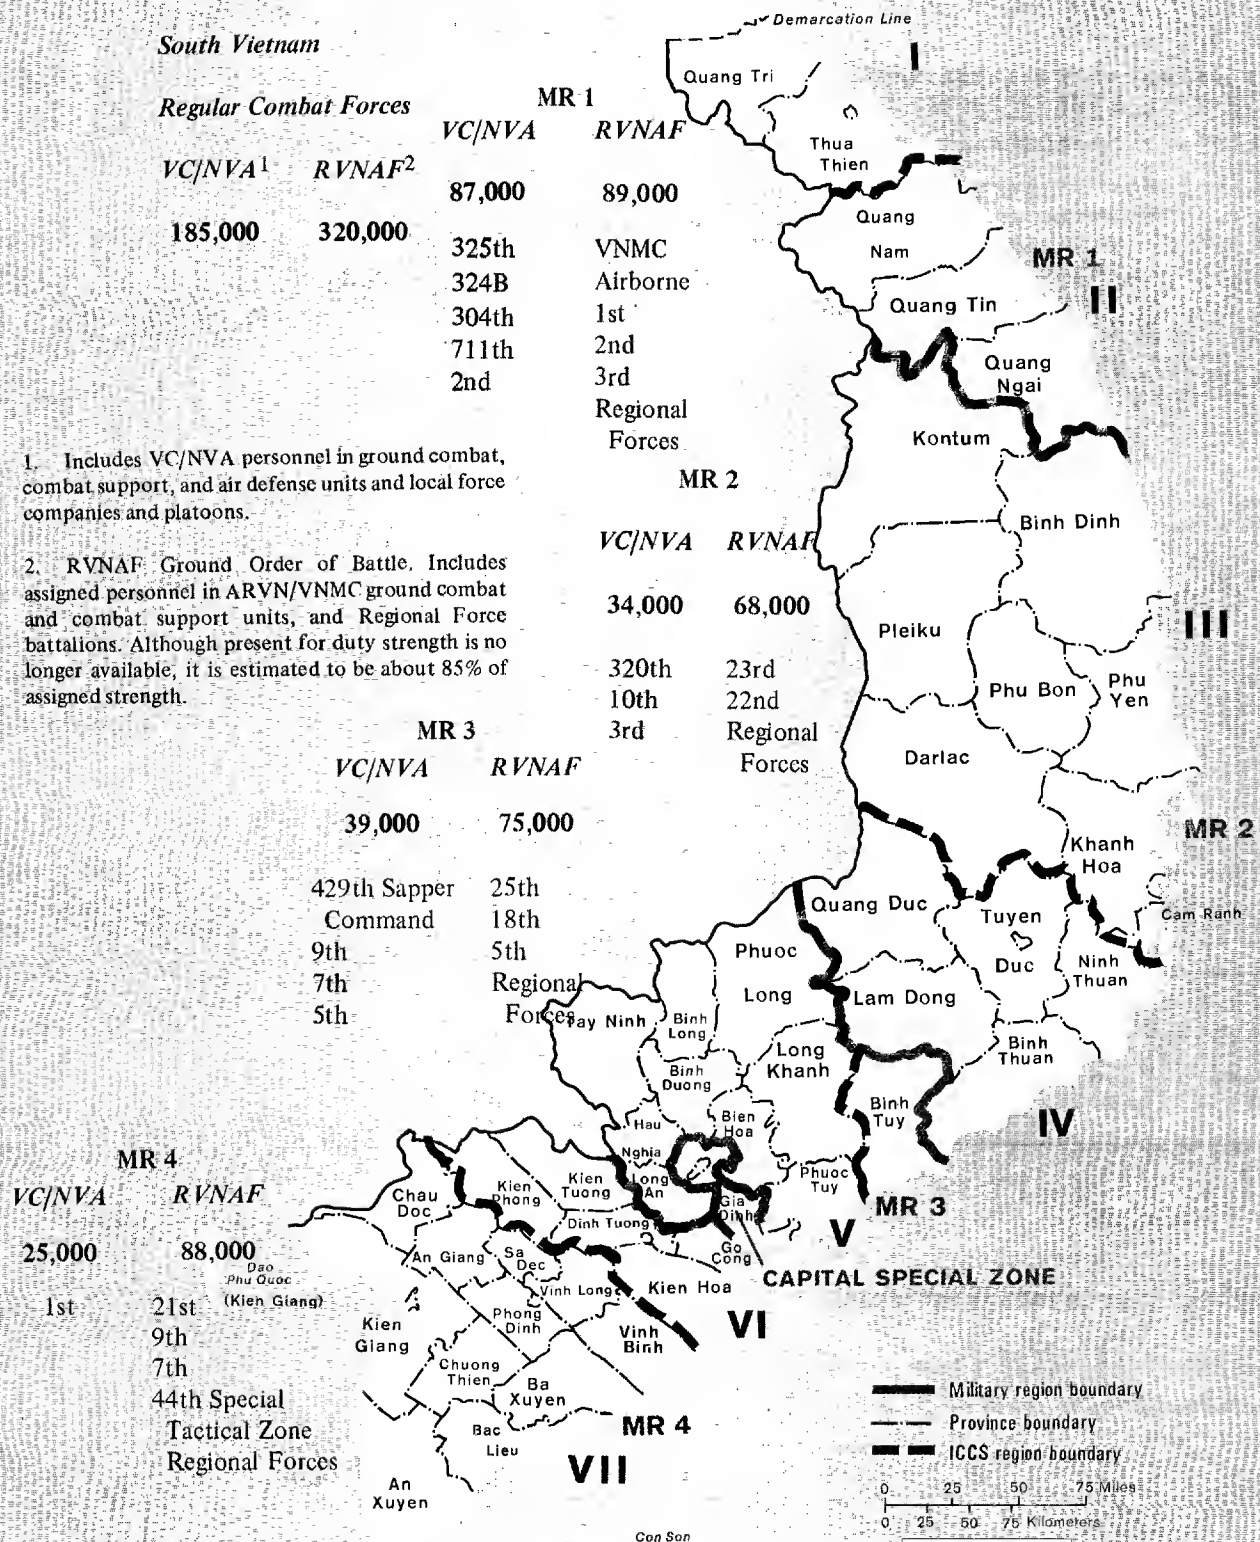 South Vietnam
Regular Combat Forces
VC/NVA1 RVNAF2
185,000 320,000
MR 1
VC/NVA RVNAF
87,000 89,000
325th VNMC
324B Airborne
304th 1st
711th 2nd
2nd 3rd
Regional
Forces
1. Includes VC/NVA personnel in ground combat,
combat support, and air defense units and local force
companies and platoons.
2. RVNAF Ground Order of Battle. Includes
assigned personnel in ARVN/VNMC ground combat
and combat support units, and Regional Force
battalions. Although present for duty strength is no
longer available, it is estimated to be about 85% of
assigned strength.
MR 2
VC/NVA RVNAF
34,000 68,000
320th 23rd
10th 22nd
3rd Regional
Forces
MR 3
VC/NVA RVNAF
39,000 75,000
429th Sapper 25th
Command 18th
9th 5th
7th Regional
5th Forces
MR 4
VC/NVA RVNAF
25,000 88,000
1st 21st
9th
7th
44th Special
Tactical Zone
Regional Forces
Demarcation Line
I
Quang Tri
Thua
Thien
Quang
Nam
MR 1
II
Quang Tin
Quang
Ngai
Kontum
Binh Dinh
Pleiku
III
Phu Bon
Phu
Yen
Darlac
MR 2
Khanh
Hoa
Quang Duc
Tuyen
Duc
Cam Ranh
Ninh
Thuan
Phuoc
Long
Lam Dong
Tay Ninh
Binh
Long
Long
Khanh
Binh
Thuan
Binh
Duong
Binh
Tuy
IV
Bien
Hoa
Hau
Nghia
Long
An
Phuoc
Tuy
Gia
Dinh
MR 3
V
Go
Cong
CAPITAL SPECIAL ZONE
Chau
Doc
Kien
Phong
Kien
Tuong
Dinh Tuong
An Giang
Sa
Dec
Vinh Long
Kien Hoa
VI
Dao
Phu Quoc
(Kien Giang)
Kien
Giang
Phong
Dinh
Vinh
Binh
Chuong
Thien
Ba
Xuyen
MR 4
Bac
Lieu
VII
An
Xuyen
Con Son
Military region boundary
Province boundary
ICCS region boundary
0 25 50 75 Miles
0 25 50 75 Kilometers